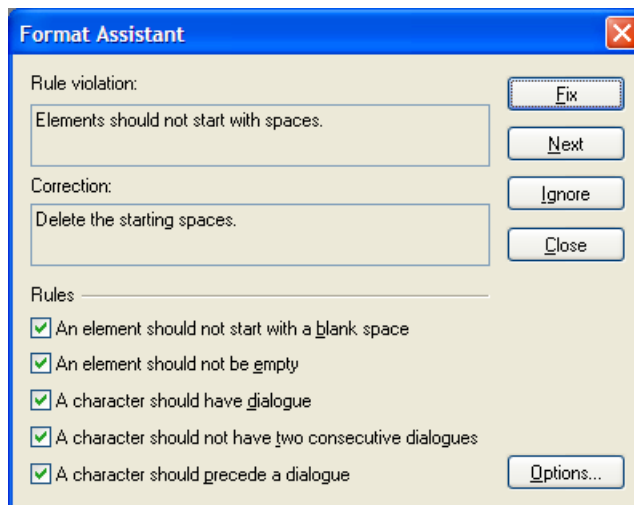 Format Assistant
Rule violation:
Elements should not start with spaces.
Fix
Next
Correction:
Ignore
Delete the starting spaces.
Close
Rules
An element should not start with a blank space
An element should not be empty
A character should have dialogue
A character should not have two consecutive dialogues
A character should precede a dialogue
Options...